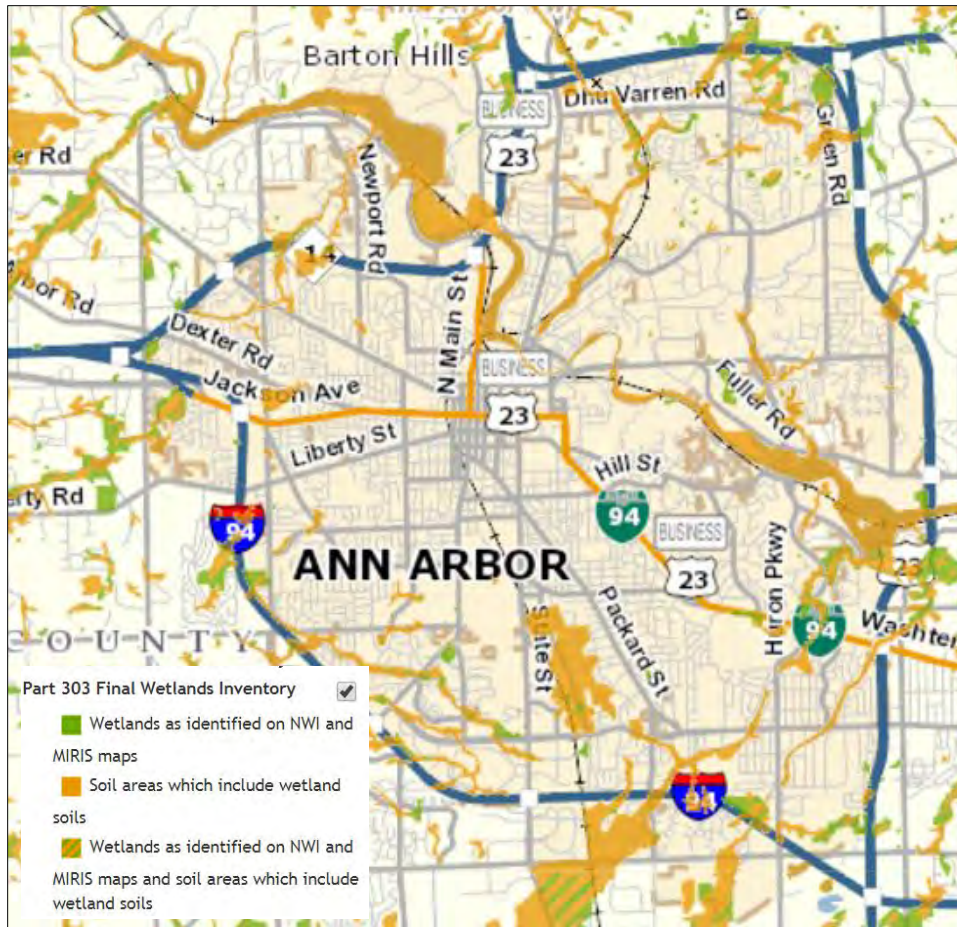 Barton Hills
BUSINESS
23
Dhu Varren Rd
er Rd
Newport Rd
Green Rd
14
Dexter Rd
N Main St
BUSINESS
23
Jackson Ave
Fuller Rd
Liberty St
Hill St
erty Rd
94
94
BUSINESS
23
23
ANN ARBOR
Huron Pkwy
94
Washten
State St
Packard St
COUNTY
94
Part 303 Final Wetlands Inventory
Wetlands as identified on NWI and
MIRIS maps
Soil areas which include wetland
soils
Wetlands as identified on NWI and
MIRIS maps and soil areas which include
wetland soils